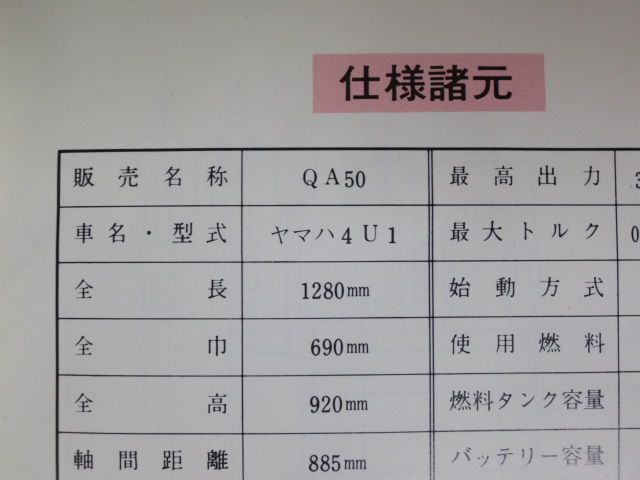 仕様諸元
販売名称 QA50 最高出力 3
車名・型式 ヤマハ4U1 最大トルク 0
全長 1280mm 始動方式
全巾 690mm 使用燃料
全高 920mm 燃料タンク容量
軸間距離 885mm バッテリー容量